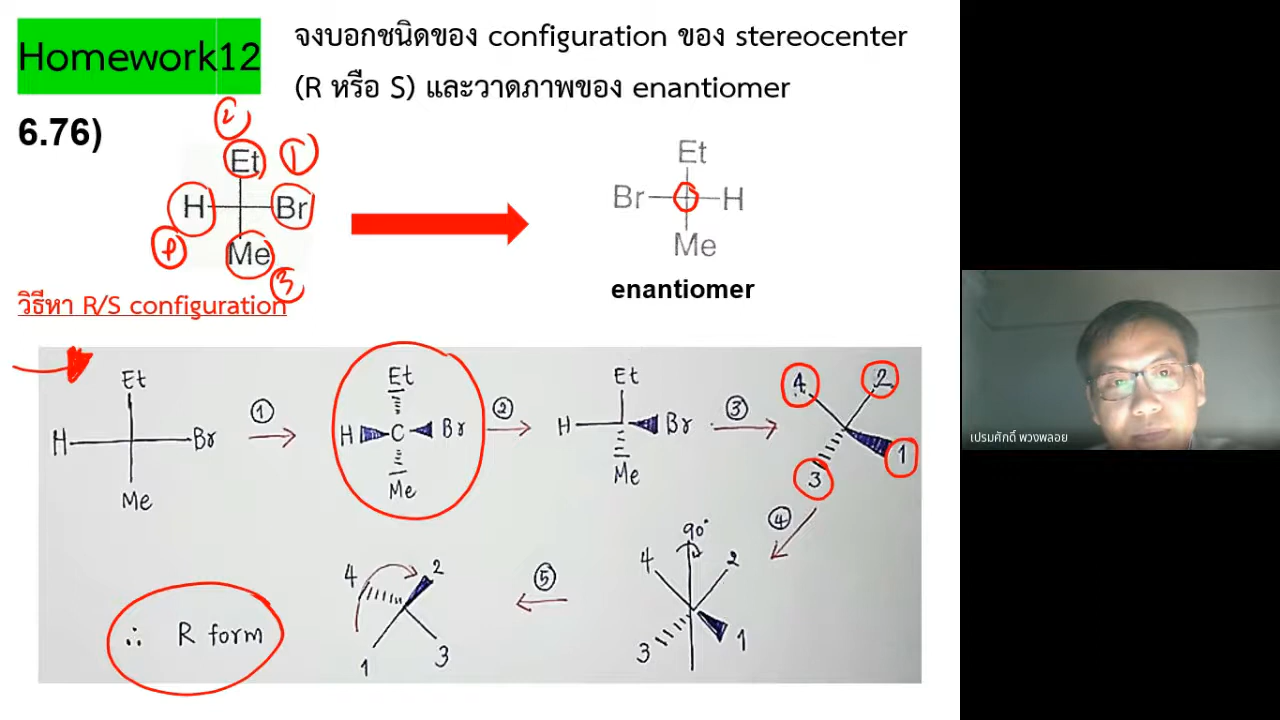 Homework12
จงบอกชนิดของ configuration ของ stereocenter
(R หรือ S) และวาดภาพของ enantiomer
6.76)
2
Et
1
H
Br
4
Me
3
Et
Br
H
Me
enantiomer
วิธีหา R/S configuration
Et
H
Br
Me
①
Et
H C Br
Me
②
Et
H
Br
Me
③
4
2
3
1
④
90°
4
2
3
1
⑤
4
2
1
3
∴ R form
เปรมศักดิ์ พวงพลอย